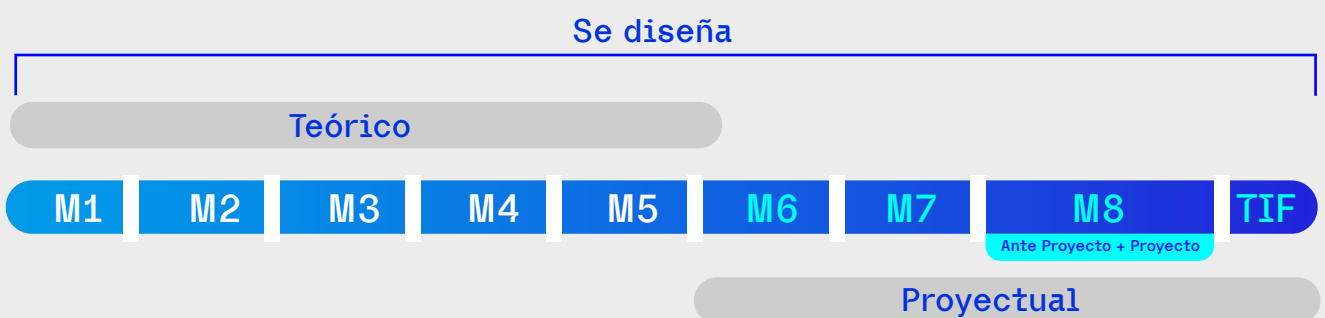 Se diseña
Teórico
M1 M2 M3 M4 M5 M6 M7 M8 TIF
Ante Proyecto + Proyecto
Proyectual